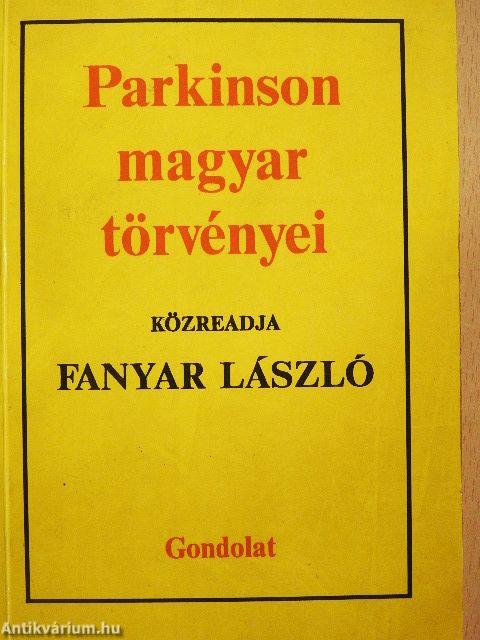 Parkinson
magyar
törvényei
KÖZREADJA
FANYAR LÁSZLÓ
Gondolat
Antikvárium.hu